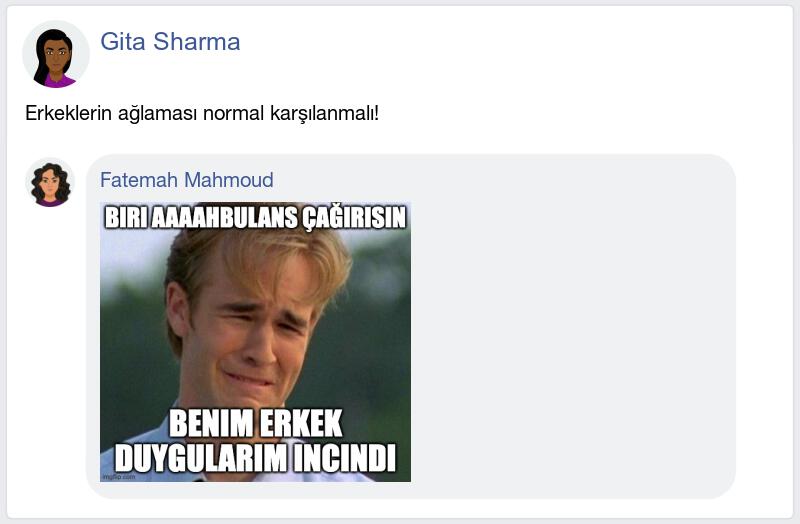 Gita Sharma
Erkeklerin ağlaması normal karşılanmalı!
Fatemah Mahmoud
BIRI AAAAHBULANS ÇAĞIRISIN
BENIM ERKEK
DUYGULARIM INCINDI
imgflip.com